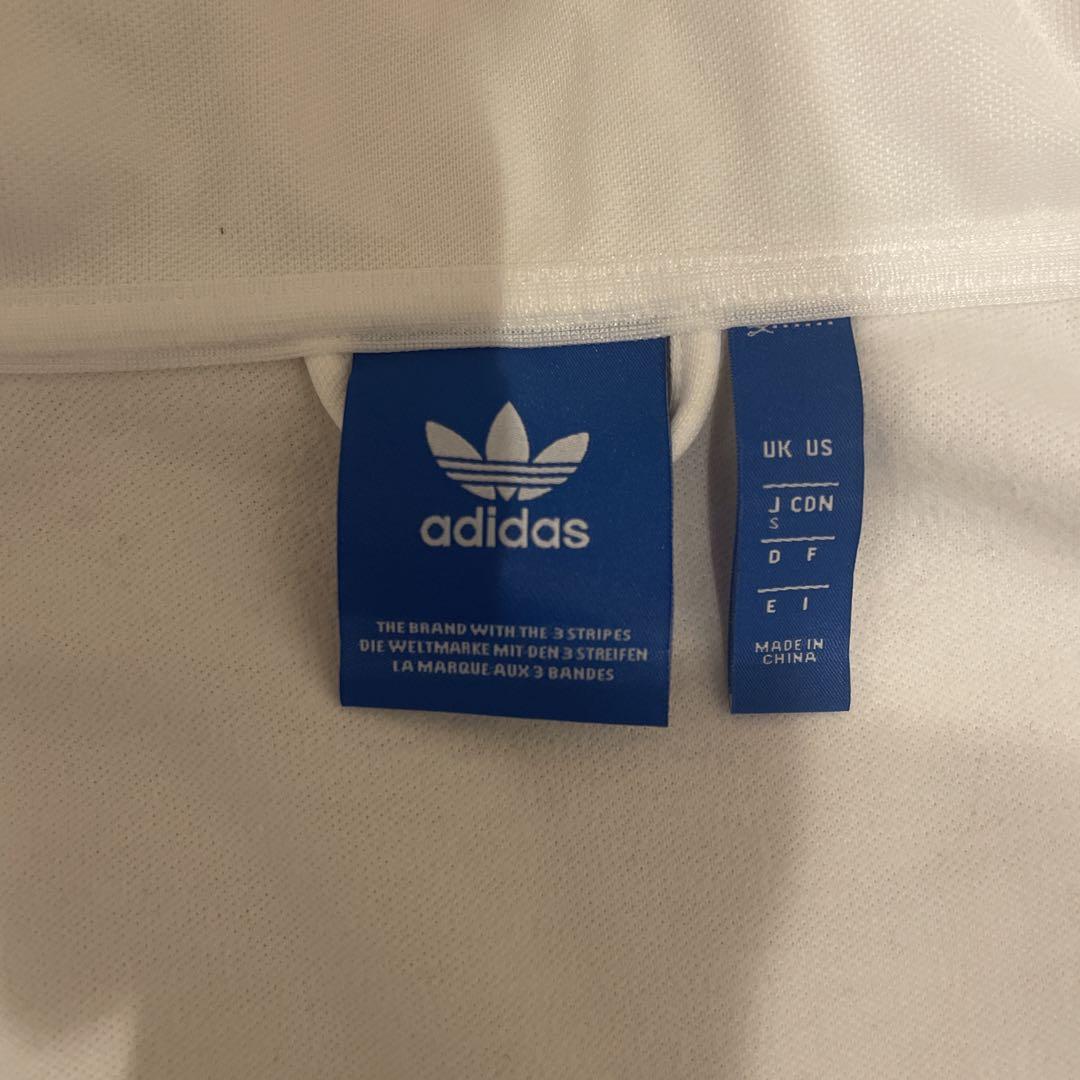 adidas
THE BRAND WITH THE 3 STRIPES
DIE WELTMARKE MIT DEN 3 STREIFEN
LA MARQUE AUX 3 BANDES
UK US
J CDN
S
D F
E I
MADE IN
CHINA